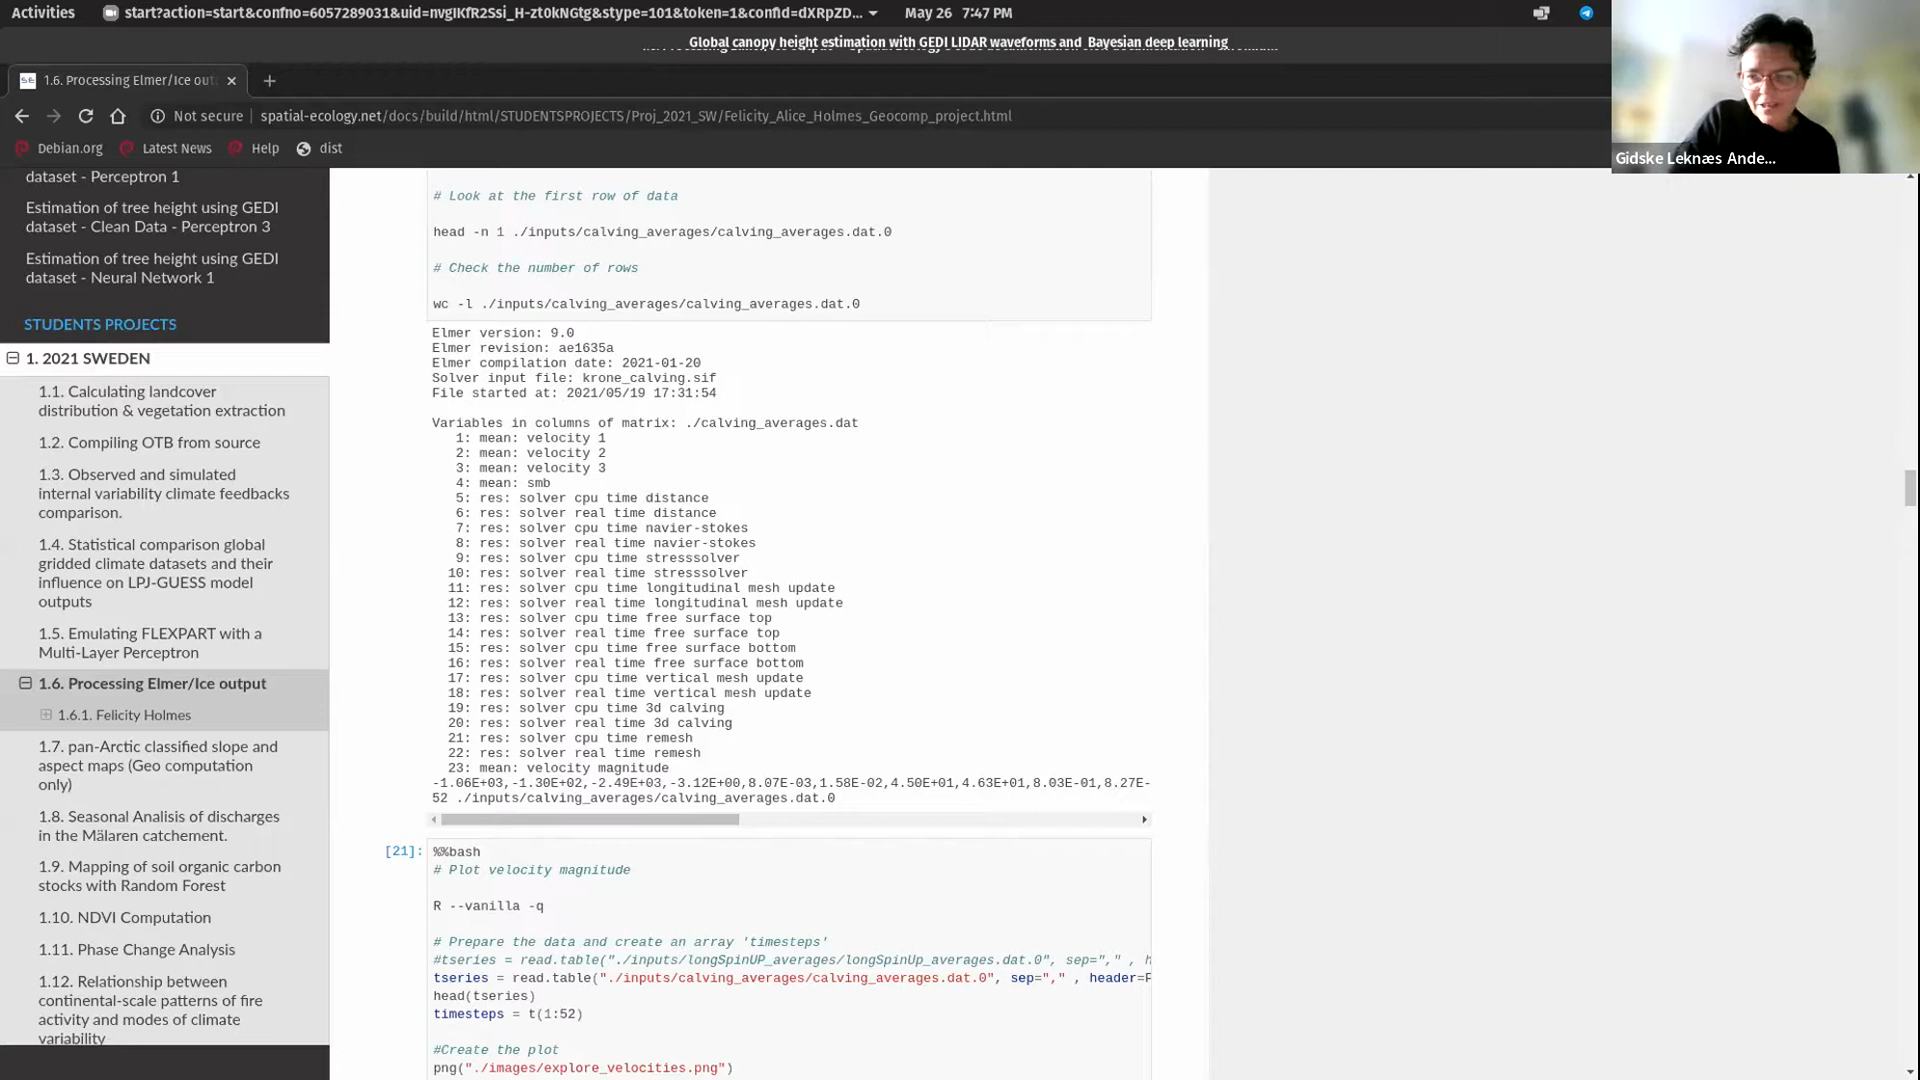 Activities
start?action=start&confno=6057289031&uid=nvgIKfR2Ssi_H-zt0kNGtg&stype=101&token=1&confid=dXRpZD...
May 26 7:47 PM
Global canopy height estimation with GEDI LIDAR waveforms and Bayesian deep learning
1.6. Processing Elmer/Ice out
Not secure
spatial-ecology.net/docs/build/html/STUDENTSPROJECTS/Proj_2021_SW/Felicity_Alice_Holmes_Geocomp_project.html
Debian.org
Latest News
Help
dist
Gidske Leknæs Ande...
dataset - Perceptron 1
Estimation of tree height using GEDI
dataset - Clean Data - Perceptron 3
Estimation of tree height using GEDI
dataset - Neural Network 1
STUDENTS PROJECTS
1. 2021 SWEDEN
1.1. Calculating landcover
distribution & vegetation extraction
1.2. Compiling OTB from source
1.3. Observed and simulated
internal variability climate feedbacks
comparison.
1.4. Statistical comparison global
gridded climate datasets and their
influence on LPJ-GUESS model
outputs
1.5. Emulating FLEXPART with a
Multi-Layer Perceptron
1.6. Processing Elmer/Ice output
1.6.1. Felicity Holmes
1.7. pan-Arctic classified slope and
aspect maps (Geo computation
only)
1.8. Seasonal Analisis of discharges
in the Mälaren catchement.
1.9. Mapping of soil organic carbon
stocks with Random Forest
1.10. NDVI Computation
1.11. Phase Change Analysis
1.12. Relationship between
continental-scale patterns of fire
activity and modes of climate
variability
# Look at the first row of data
head -n 1 ./inputs/calving_averages/calving_averages.dat.0
# Check the number of rows
wc -l ./inputs/calving_averages/calving_averages.dat.0
Elmer version: 9.0
Elmer revision: ae1635a
Elmer compilation date: 2021-01-20
Solver input file: krone_calving.sif
File started at: 2021/05/19 17:31:54
Variables in columns of matrix: ./calving_averages.dat
1: mean: velocity 1
2: mean: velocity 2
3: mean: velocity 3
4: mean: smb
5: res: solver cpu time distance
6: res: solver real time distance
7: res: solver cpu time navier-stokes
8: res: solver real time navier-stokes
9: res: solver cpu time stresssolver
10: res: solver real time stresssolver
11: res: solver cpu time longitudinal mesh update
12: res: solver real time longitudinal mesh update
13: res: solver cpu time free surface top
14: res: solver real time free surface top
15: res: solver cpu time free surface bottom
16: res: solver real time free surface bottom
17: res: solver cpu time vertical mesh update
18: res: solver real time vertical mesh update
19: res: solver cpu time 3d calving
20: res: solver real time 3d calving
21: res: solver cpu time remesh
22: res: solver real time remesh
23: mean: velocity magnitude
-1.06E+03,-1.30E+02,-2.49E+03,-3.12E+00,8.07E-03,1.58E-02,4.50E+01,4.63E+01,8.03E-01,8.27E-
52 ./inputs/calving_averages/calving_averages.dat.0
[21]: %%bash
# Plot velocity magnitude
R --vanilla -q
# Prepare the data and create an array 'timesteps'
#tseries = read.table("./inputs/longSpinUP_averages/longSpinUp_averages.dat.0", sep="," , h
tseries = read.table("./inputs/calving_averages/calving_averages.dat.0", sep="," , header=F
head(tseries)
timesteps = t(1:52)
#Create the plot
png("./images/explore_velocities.png")